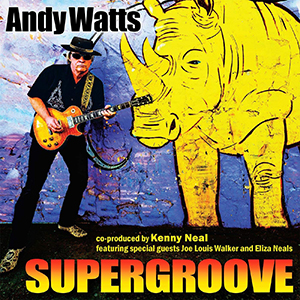 Andy Watts
co-produced by Kenny Neal
featuring special guests Joe Louis Walker and Eliza Neals
SUPERGROOVE